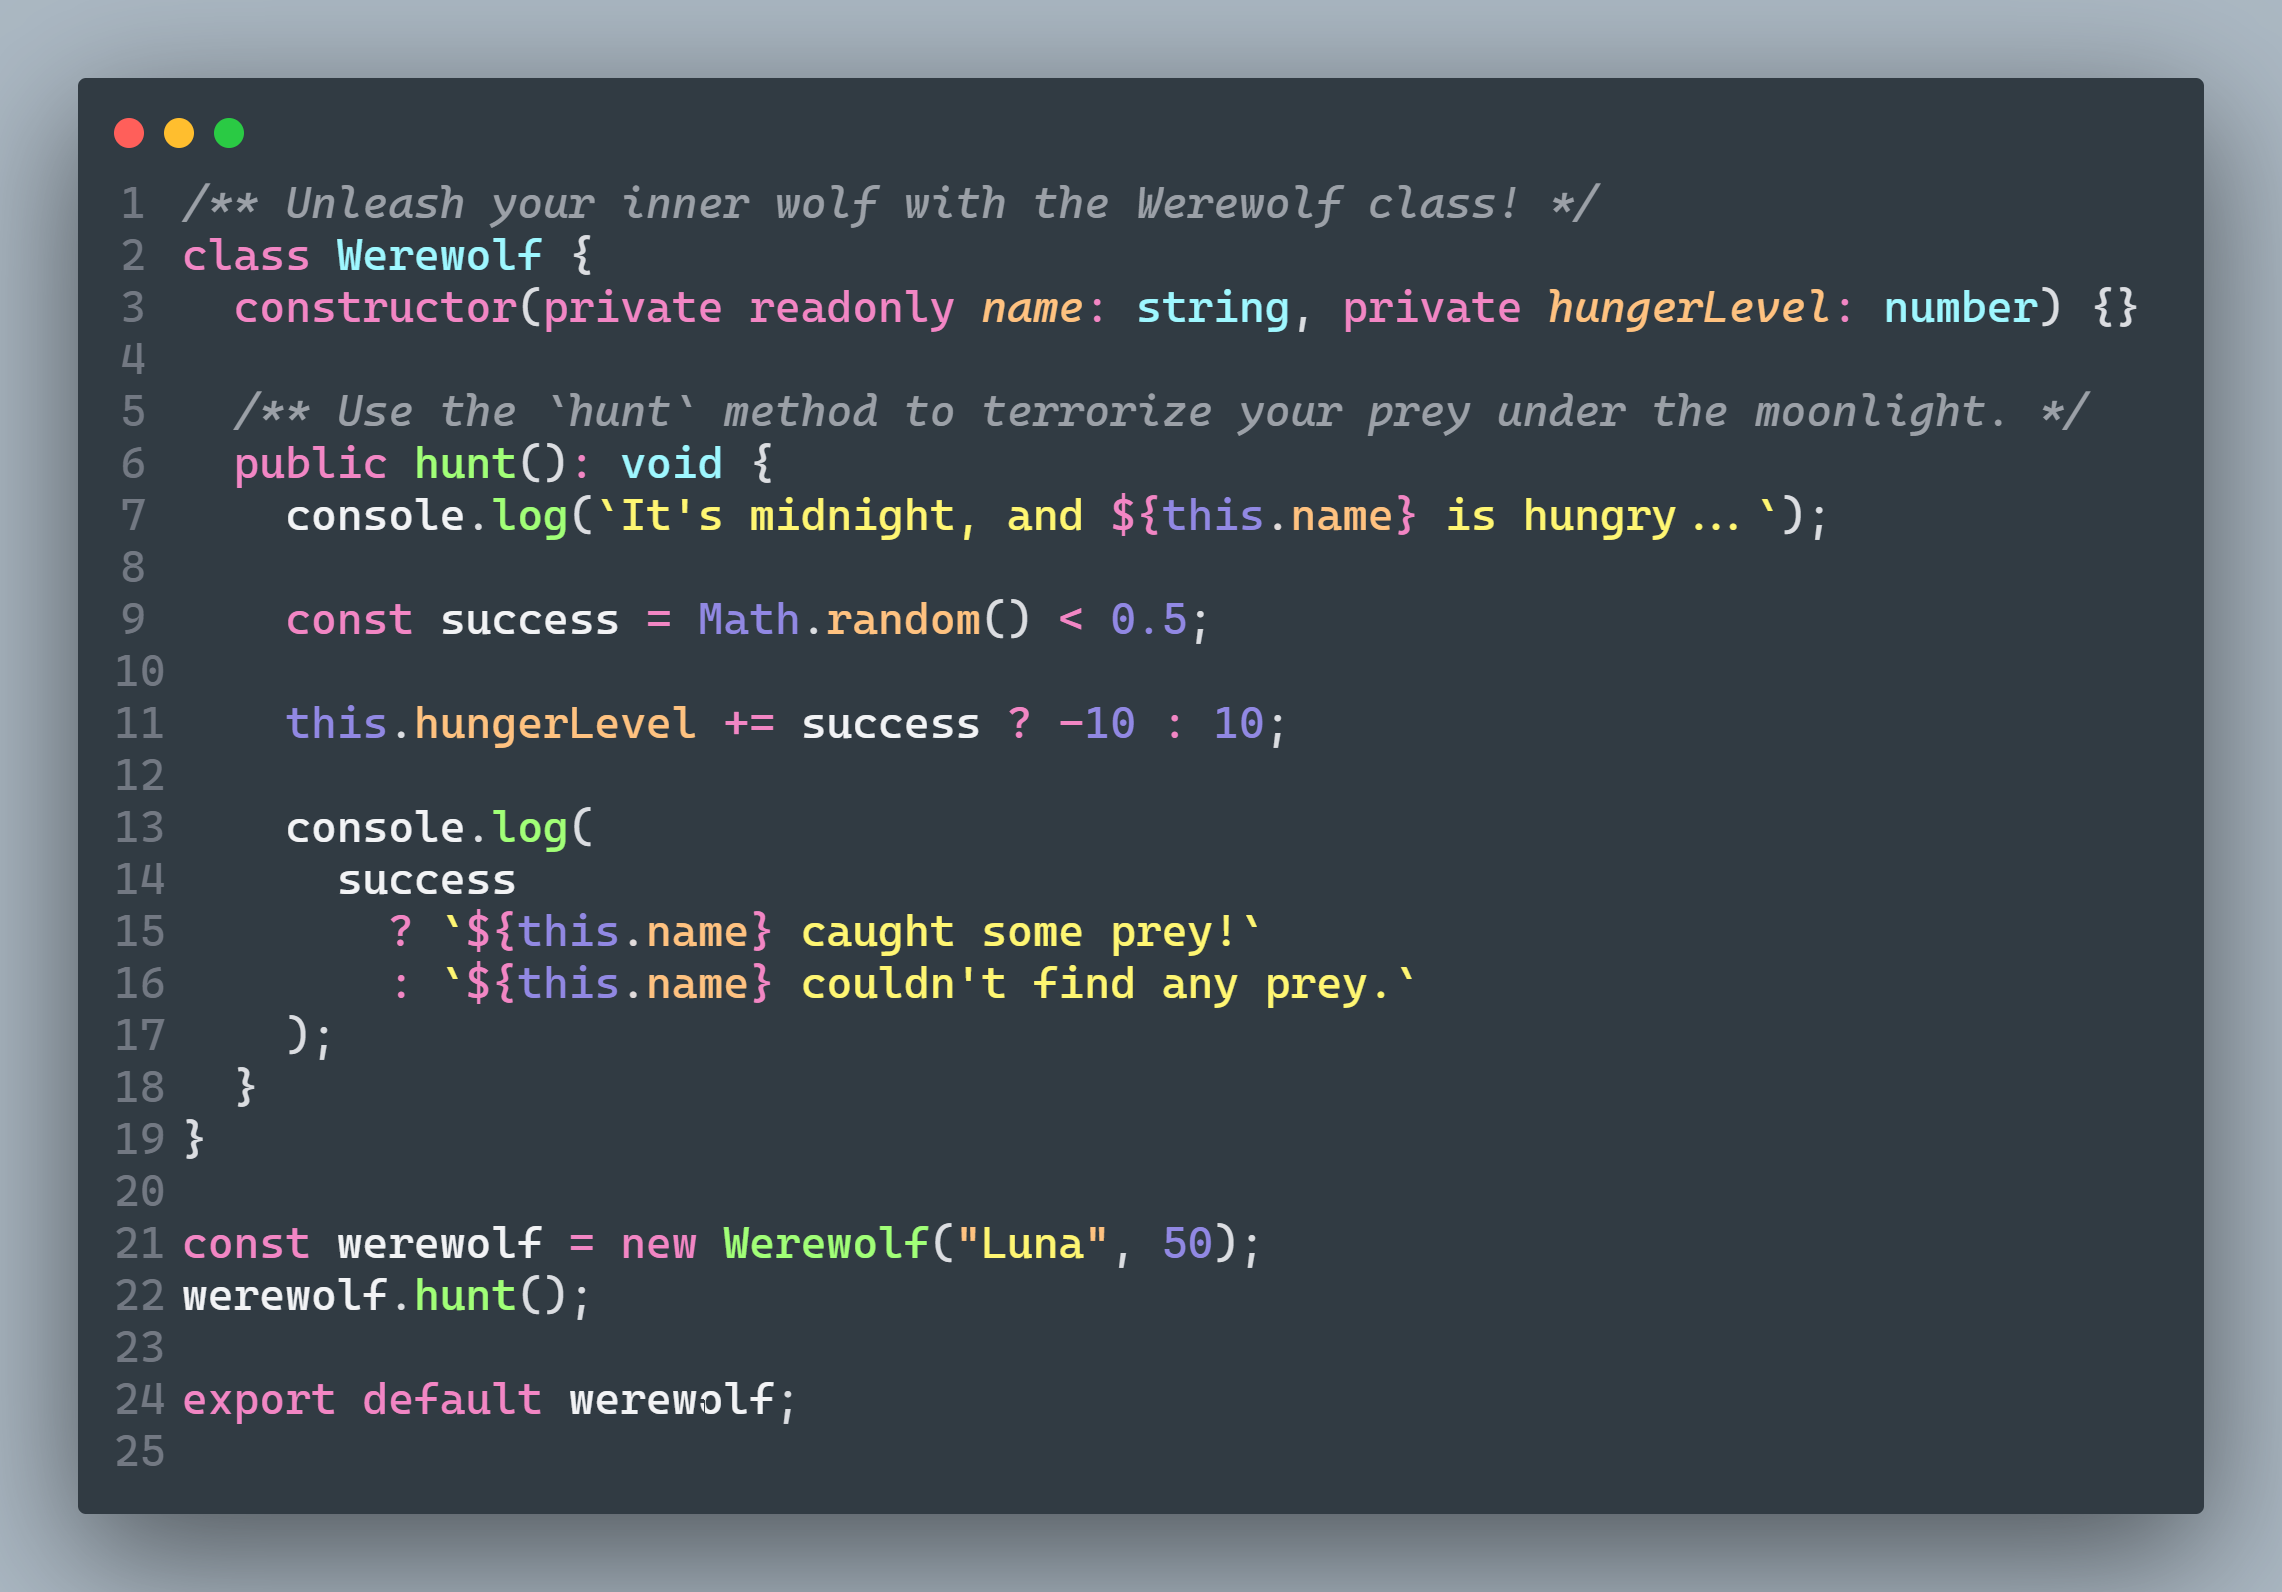 1 /** Unleash your inner wolf with the Werewolf class! */
2 class Werewolf {
3   constructor(private readonly name: string, private hungerLevel: number) {}
4
5   /** Use the `hunt` method to terrorize your prey under the moonlight. */
6   public hunt(): void {
7     console.log(`It's midnight, and ${this.name} is hungry...`);
8
9     const success = Math.random() < 0.5;
10
11     this.hungerLevel += success ? -10 : 10;
12
13     console.log(
14       success
15         ? `${this.name} caught some prey!`
16         : `${this.name} couldn't find any prey.`
17     );
18   }
19 }
20
21 const werewolf = new Werewolf("Luna", 50);
22 werewolf.hunt();
23
24 export default werewolf;
25